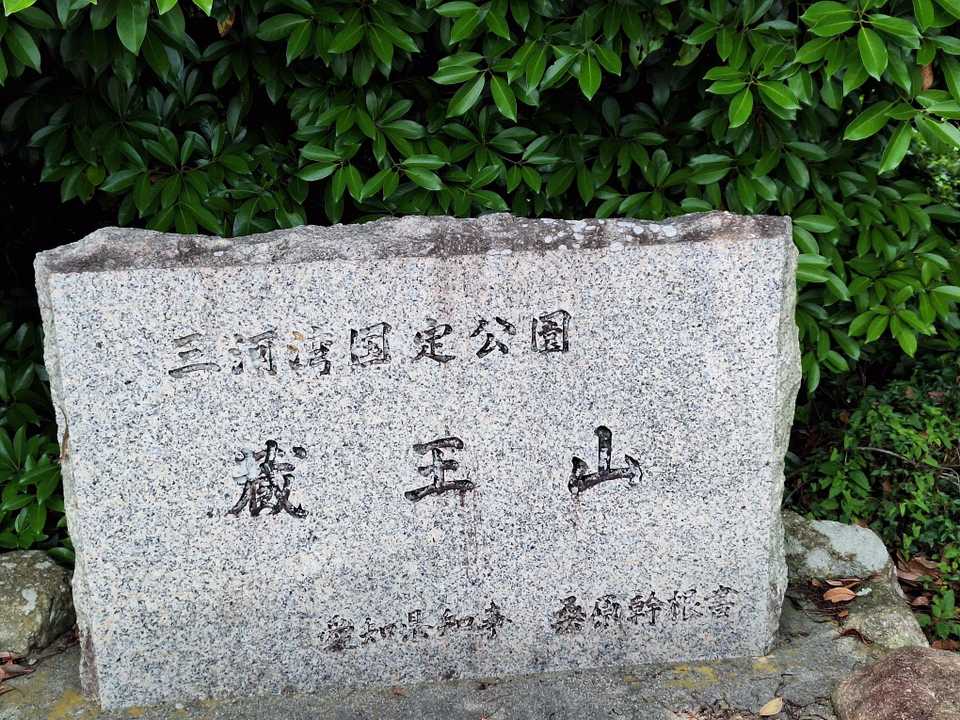 三河湾国定公園
蔵王山
愛知県知事 桑原幹根書